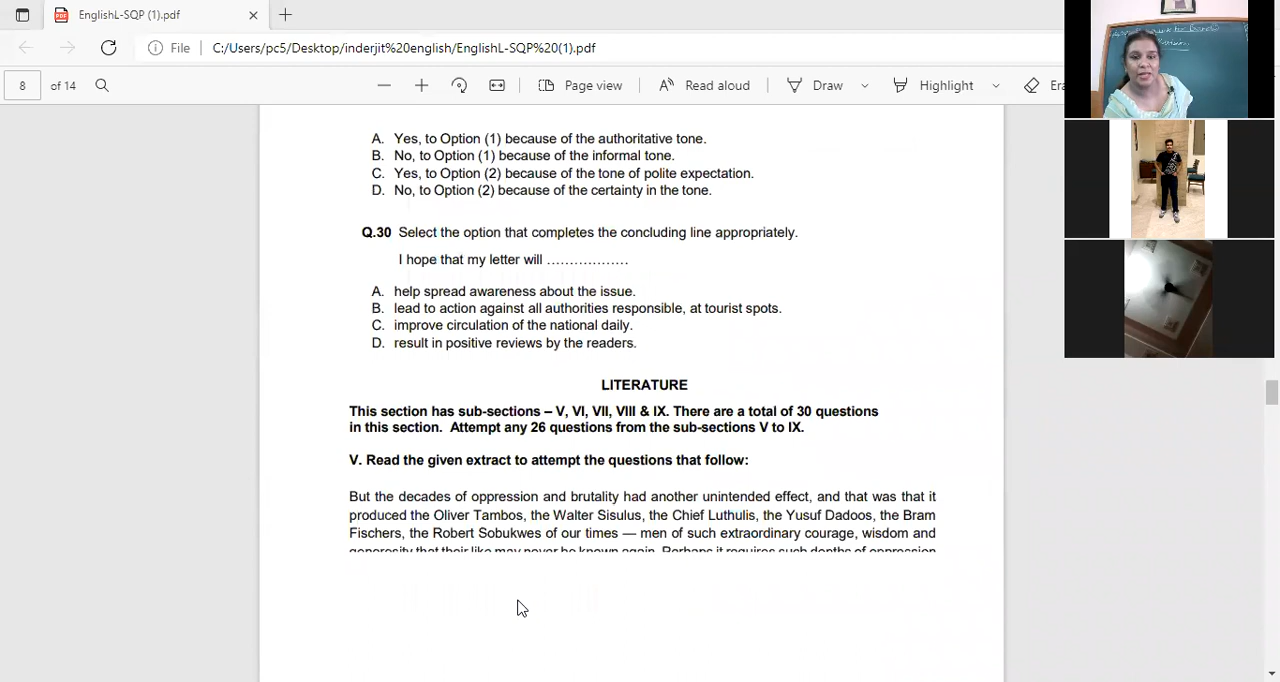 EnglishL-SQP (1).pdf
File C:/Users/pc5/Desktop/inderjit%20english/EnglishL-SQP%20(1).pdf
8 of 14 Page view Read aloud Draw Highlight Era
A. Yes, to Option (1) because of the authoritative tone.
B. No, to Option (1) because of the informal tone.
C. Yes, to Option (2) because of the tone of polite expectation.
D. No, to Option (2) because of the certainty in the tone.
Q.30 Select the option that completes the concluding line appropriately.
I hope that my letter will ………………
A. help spread awareness about the issue.
B. lead to action against all authorities responsible, at tourist spots.
C. improve circulation of the national daily.
D. result in positive reviews by the readers.
LITERATURE
This section has sub-sections – V, VI, VII, VIII & IX. There are a total of 30 questions
in this section. Attempt any 26 questions from the sub-sections V to IX.
V. Read the given extract to attempt the questions that follow:
But the decades of oppression and brutality had another unintended effect, and that was that it
produced the Oliver Tambos, the Walter Sisulus, the Chief Luthulis, the Yusuf Dadoos, the Bram
Fischers, the Robert Sobukwes of our times — men of such extraordinary courage, wisdom and
generosity that their like may never be known again. Perhaps it requires such depths of oppression